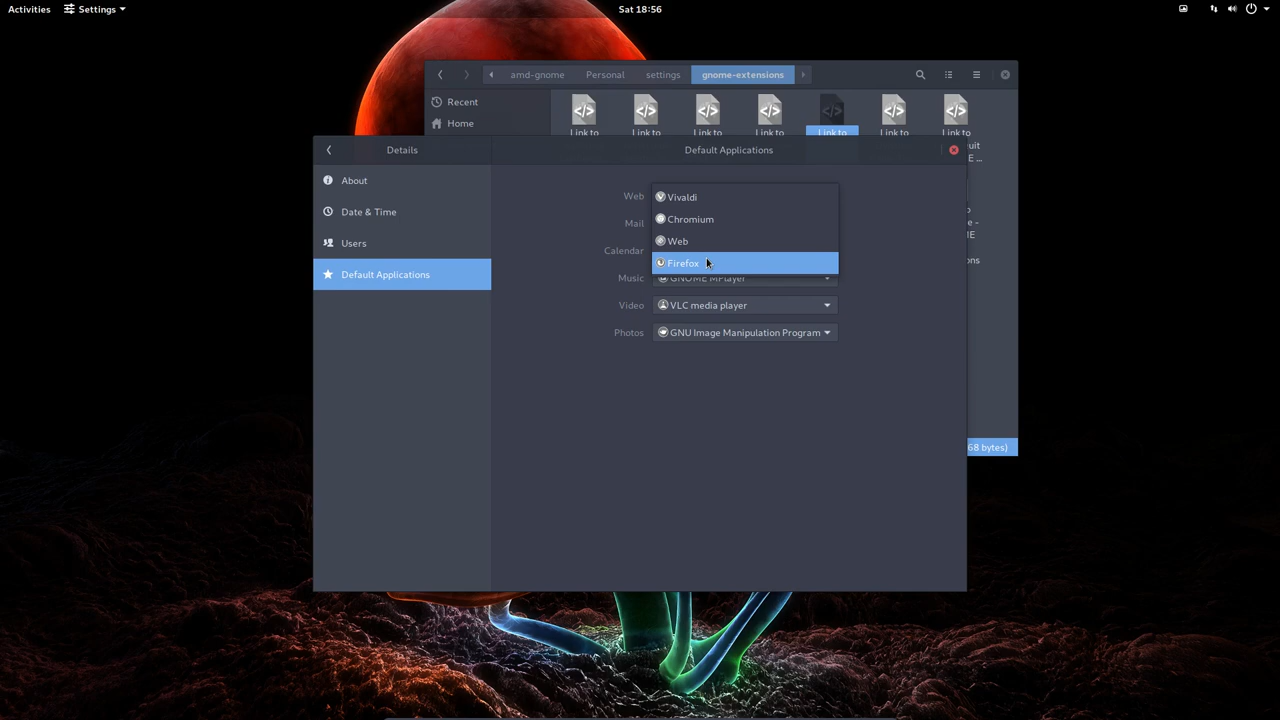 Activities
Settings
Sat 18:56
amd-gnome
Personal
settings
gnome-extensions
Recent
Home
Link to
Link to
Link to
Link to
Link to
Link to
Link to
Details
Default Applications
About
Date & Time
Users
Default Applications
Web
Vivaldi
Mail
Chromium
Calendar
Web
Firefox
Music
GNOME MPlayer
Video
VLC media player
Photos
GNU Image Manipulation Program
uit
E ...
e -
IE
ons
68 bytes)